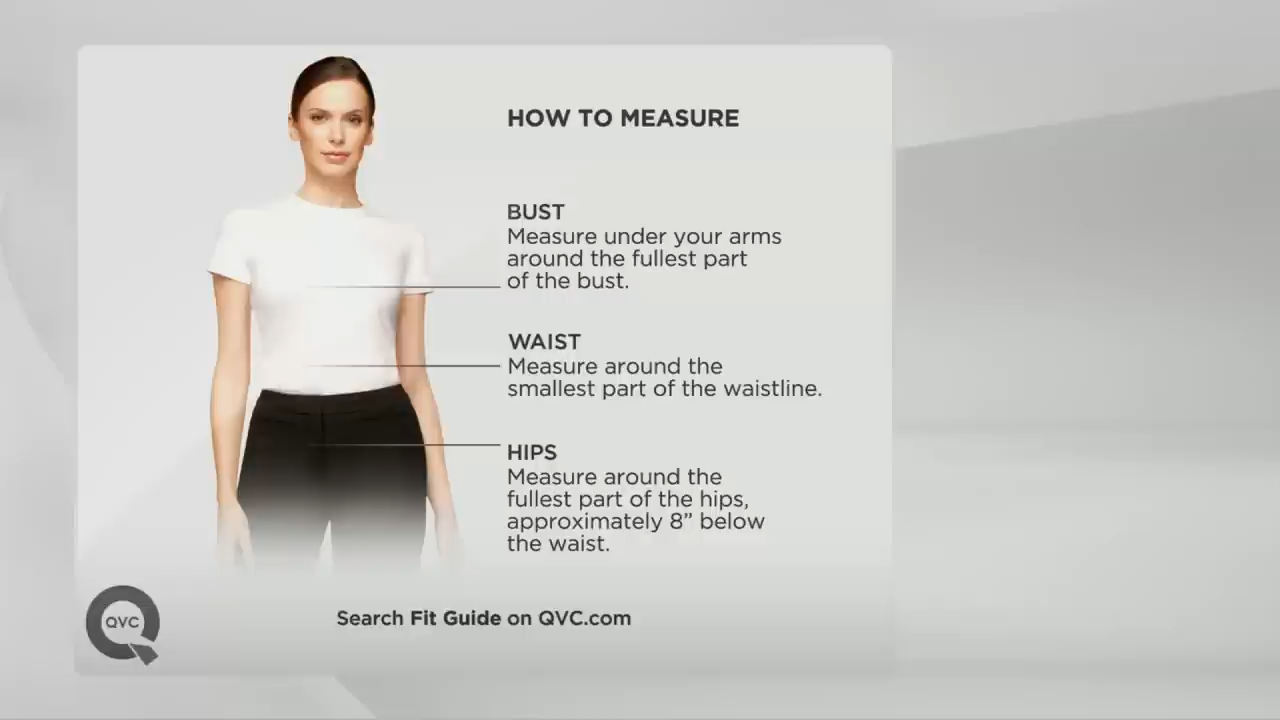 HOW TO MEASURE
BUST
Measure under your arms
around the fullest part
of the bust.
WAIST
Measure around the
smallest part of the waistline.
HIPS
Measure around the
fullest part of the hips,
approximately 8” below
the waist.
QVC
Search Fit Guide on QVC.com